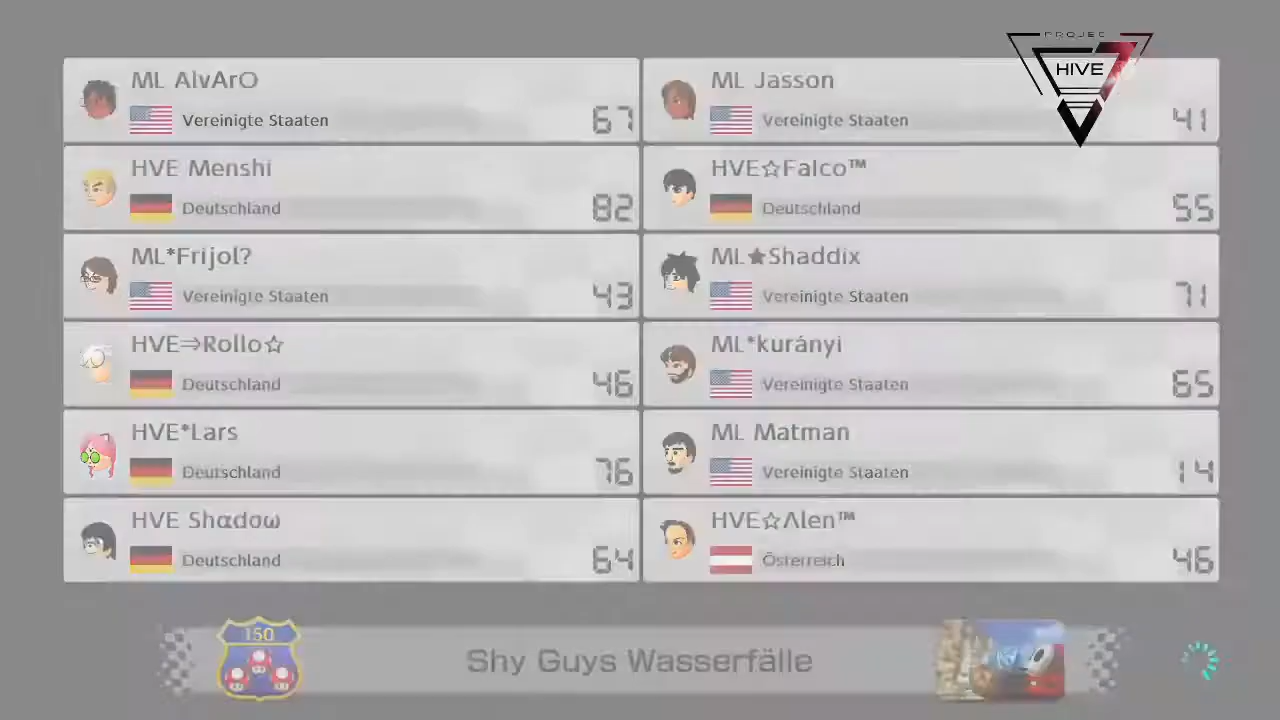 PROJEC
HIVE
ML AlvArO
Vereinigte Staaten
67
ML Jasson
Vereinigte Staaten
41
HVE Menshi
Deutschland
82
HVE☆Falco™
Deutschland
55
ML*Frijol?
Vereinigte Staaten
43
ML★Shaddix
Vereinigte Staaten
71
HVE⇒Rollo☆
Deutschland
46
ML*kurányi
Vereinigte Staaten
65
HVE*Lars
Deutschland
76
ML Matman
Vereinigte Staaten
14
HVE Shαdσω
Deutschland
64
HVE☆Λlen™
Österreich
46
150
Shy Guys Wasserfälle